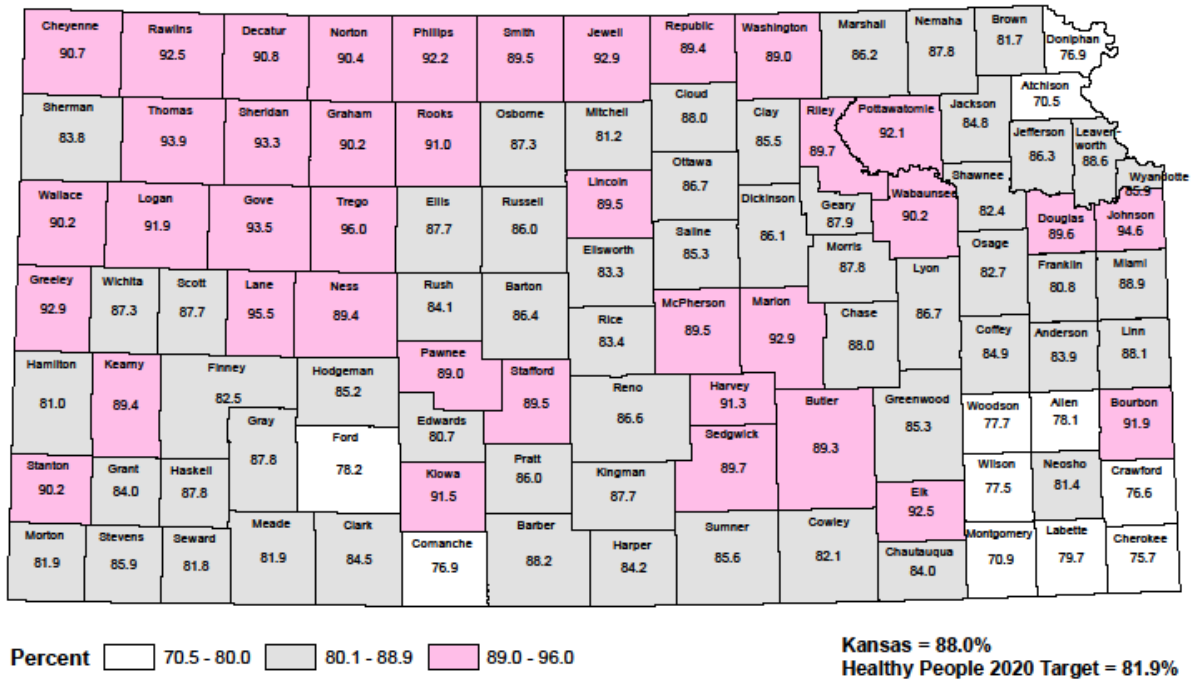 Cheyenne
90.7
Rawlins
92.5
Decatur
90.8
Norton
90.4
Phillips
92.2
Smith
89.5
Jewell
92.9
Republic
89.4
Washington
89.0
Marshall
86.2
Nemaha
87.8
Brown
81.7
Doniphan
76.9
Atchison
70.5
Sherman
83.8
Thomas
93.9
Sheridan
93.3
Graham
90.2
Rooks
91.0
Osborne
87.3
Mitchell
81.2
Cloud
88.0
Clay
85.5
Riley
89.7
Pottawatomie
92.1
Jackson
84.8
Jefferson
86.3
Leaven-
worth
88.6
Wyandotte
85.9
Ottawa
86.7
Wallace
90.2
Logan
91.9
Gove
93.5
Trego
96.0
Ellis
87.7
Russell
86.0
Lincoln
89.5
Saline
85.3
Dickinson
86.1
Geary
87.9
Wabaunsee
90.2
Shawnee
82.4
Douglas
89.6
Johnson
94.6
Ellsworth
83.3
Morris
87.8
Osage
82.7
Franklin
80.8
Miami
88.9
Greeley
92.9
Wichita
87.3
Scott
87.7
Lane
95.5
Ness
89.4
Rush
84.1
Barton
86.4
Rice
83.4
McPherson
89.5
Marion
92.9
Chase
88.0
Lyon
86.7
Coffey
84.9
Anderson
83.9
Linn
88.1
Hamilton
81.0
Kearny
89.4
Finney
82.5
Hodgeman
85.2
Pawnee
89.0
Stafford
89.5
Reno
86.6
Harvey
91.3
Butler
89.3
Greenwood
85.3
Woodson
77.7
Allen
78.1
Bourbon
91.9
Gray
87.8
Ford
78.2
Edwards
80.7
Sedgwick
89.7
Stanton
90.2
Grant
84.0
Haskell
87.8
Kiowa
91.5
Pratt
86.0
Kingman
87.7
Elk
92.5
Wilson
77.5
Neosho
81.4
Crawford
76.6
Morton
81.9
Stevens
85.9
Seward
81.8
Meade
81.9
Clark
84.5
Comanche
76.9
Barber
88.2
Harper
84.2
Sumner
85.6
Cowley
82.1
Chautauqua
84.0
Montgomery
70.9
Labette
79.7
Cherokee
75.7
Percent 70.5 - 80.0 80.1 - 88.9 89.0 - 96.0
Kansas = 88.0%
Healthy People 2020 Target = 81.9%